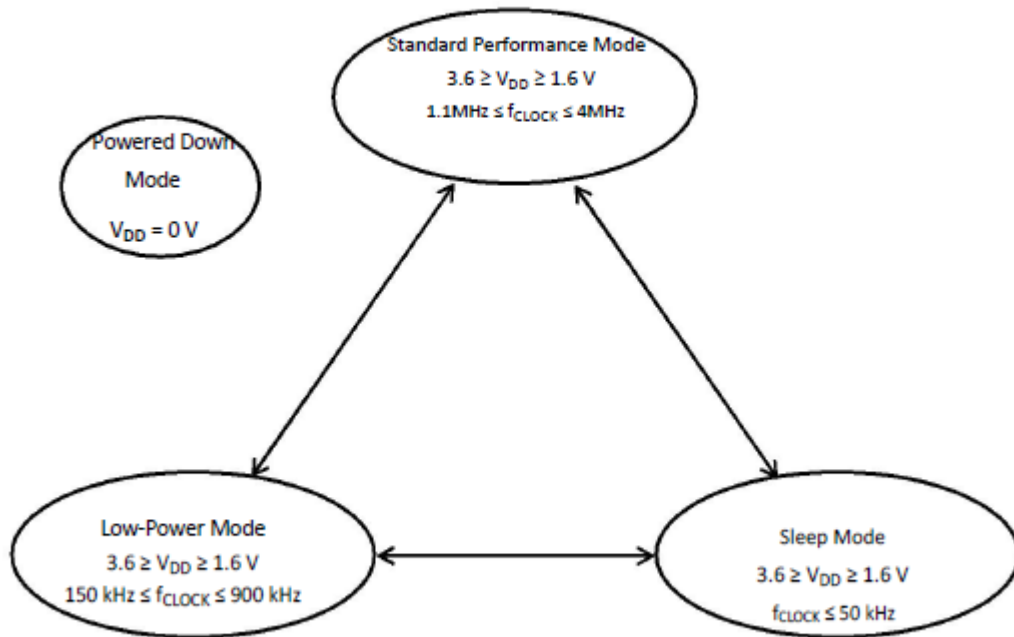 Standard Performance Mode
3.6 ≥ V_DD ≥ 1.6 V
1.1MHz ≤ f_CLOCK ≤ 4MHz
Powered Down
Mode
V_DD = 0 V
Low-Power Mode
3.6 ≥ V_DD ≥ 1.6 V
150 kHz ≤ f_CLOCK ≤ 900 kHz
Sleep Mode
3.6 ≥ V_DD ≥ 1.6 V
f_CLOCK ≤ 50 kHz